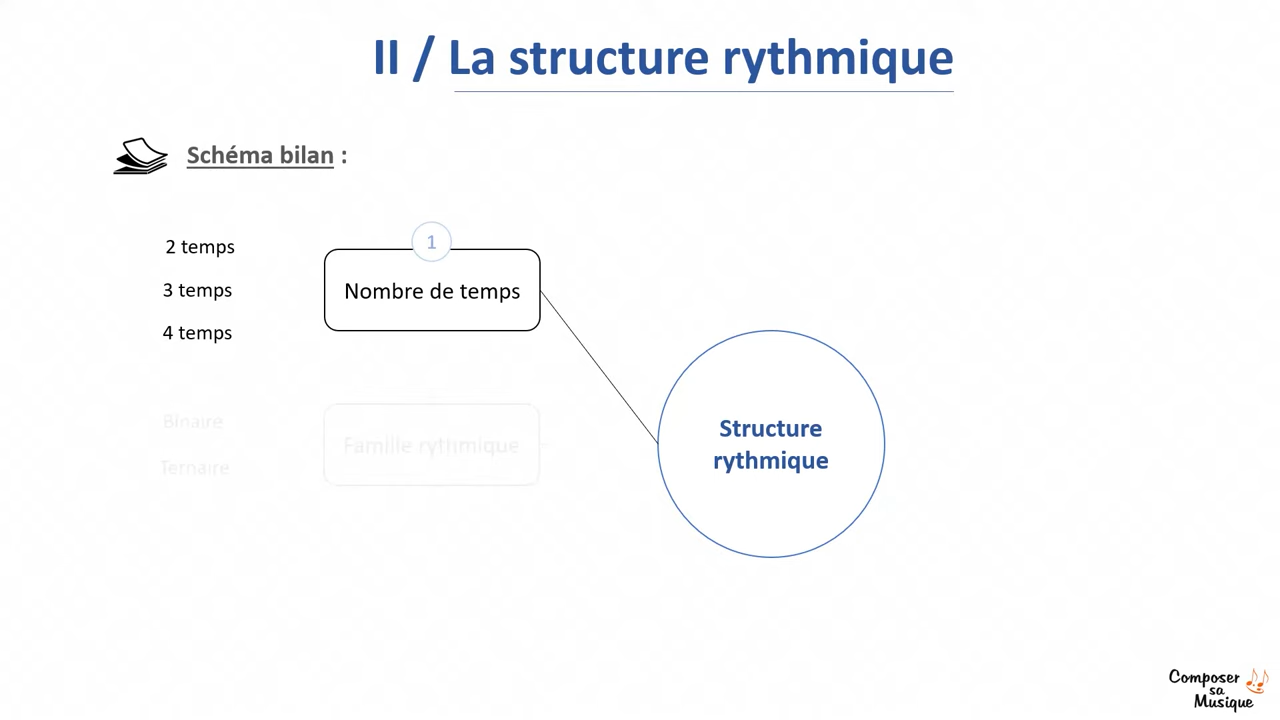 II / La structure rythmique
Schéma bilan :
1
2 temps
3 temps
4 temps
Nombre de temps
Binaire
Ternaire
Famille rythmique
Structure
rythmique
Composer
sa
Musique